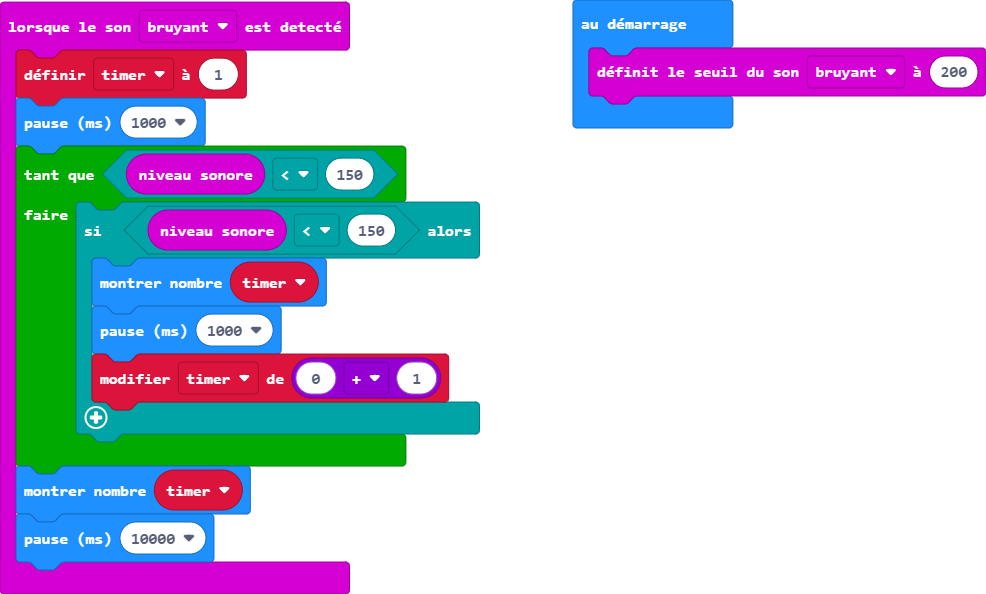 lorsque le son bruyant est detecté
définir timer à 1
pause (ms) 1000
tant que niveau sonore < 150
faire
si niveau sonore < 150 alors
montrer nombre timer
pause (ms) 1000
modifier timer de 0 + 1
montrer nombre timer
pause (ms) 10000
au démarrage
définit le seuil du son bruyant à 200